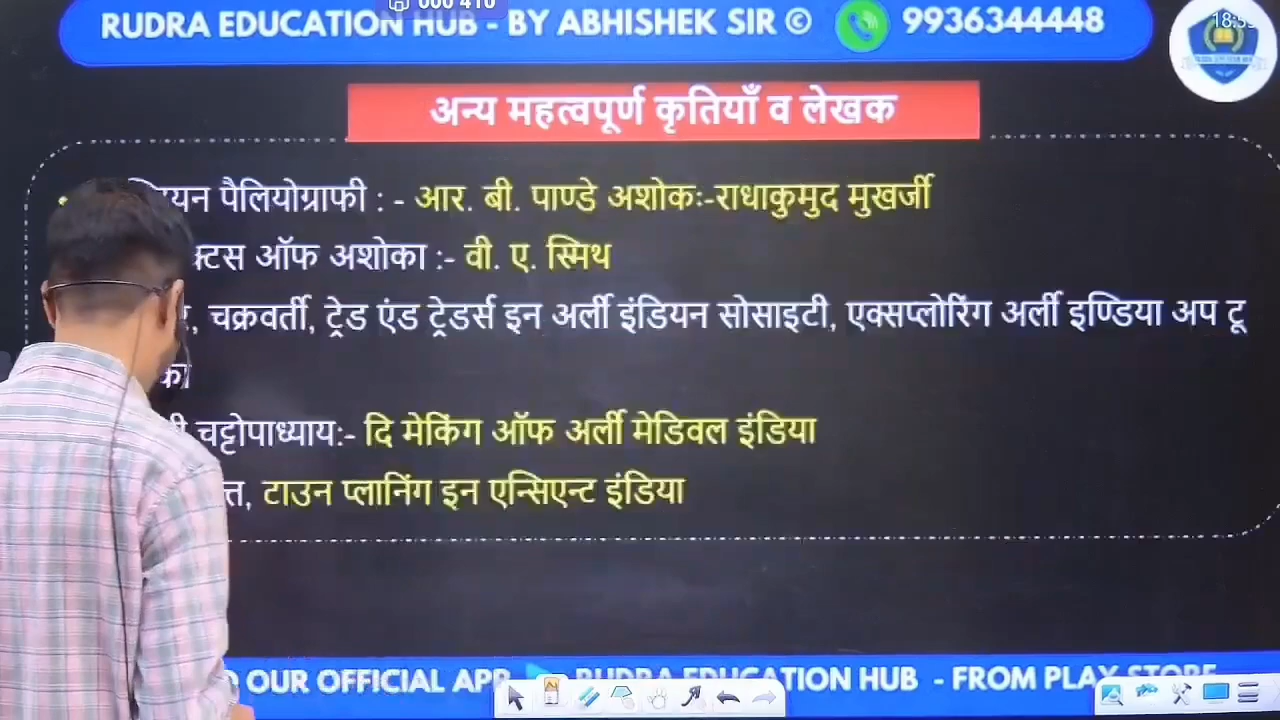 RUDRA EDUCATION HUB - BY ABHISHEK SIR © 9936344448
18:5
अन्य महत्वपूर्ण कृतियाँ व लेखक
पैलियोग्राफी : - आर. बी. पाण्डे अशोकः-राधाकुमुद मुखर्जी
ऑफ अशोका :- वी. ए. स्मिथ
चक्रवर्ती, ट्रेड एंड ट्रेडर्स इन अर्ली इंडियन सोसाइटी, एक्सप्लोरिंग अर्ली इण्डिया अप टू
चट्टोपाध्याय:- दि मेकिंग ऑफ अर्ली मेडिवल इंडिया
टाउन प्लानिंग इन एन्सिएन्ट इंडिया
OUR OFFICIAL APP RUDRA EDUCATION HUB - FROM PLAY STORE